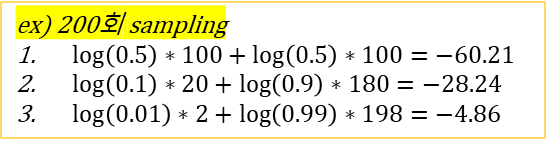 ex) 200회 sampling
1. log(0.5) * 100 + log(0.5) * 100 = −60.21
2. log(0.1) * 20 + log(0.9) * 180 = −28.24
3. log(0.01) * 2 + log(0.99) * 198 = −4.86